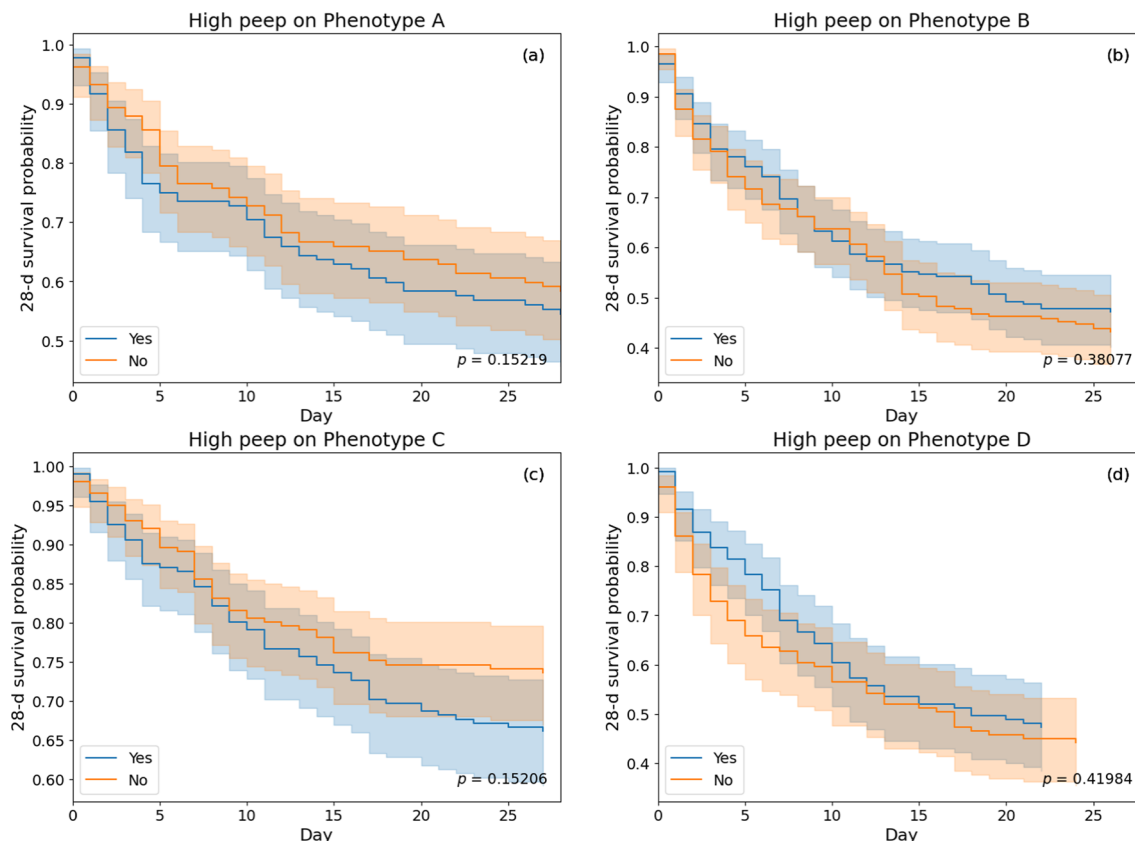 High peep on Phenotype A
(a)
28-d survival probability
1.0
0.9
0.8
0.7
0.6
0.5
Yes
No
p = 0.15219
0 5 10 15 20 25
Day
High peep on Phenotype B
(b)
28-d survival probability
1.0
0.9
0.8
0.7
0.6
0.5
0.4
Yes
No
p = 0.38077
0 5 10 15 20 25
Day
High peep on Phenotype C
(c)
28-d survival probability
1.00
0.95
0.90
0.85
0.80
0.75
0.70
0.65
0.60
Yes
No
p = 0.15206
0 5 10 15 20 25
Day
High peep on Phenotype D
(d)
28-d survival probability
1.0
0.9
0.8
0.7
0.6
0.5
0.4
Yes
No
p = 0.41984
0 5 10 15 20 25
Day